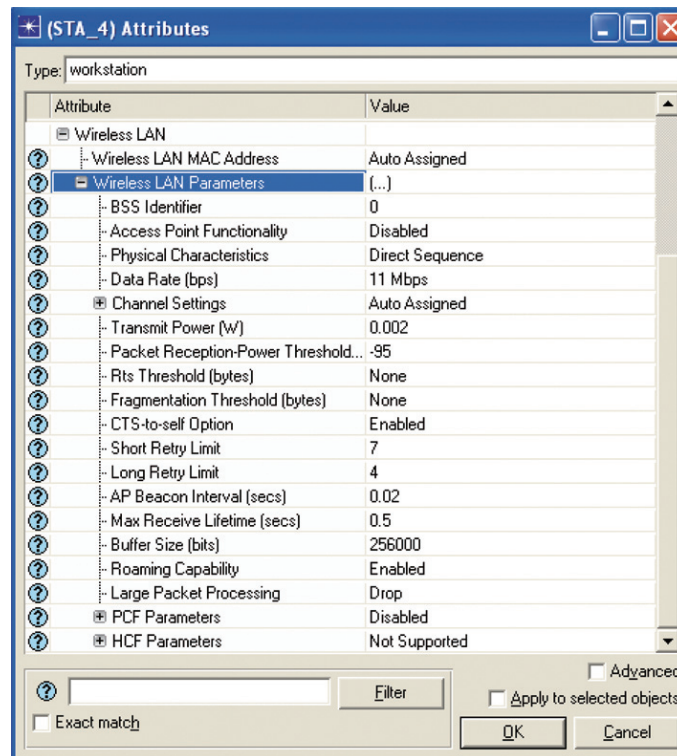 (STA_4) Attributes
Type: workstation
Attribute Value
Wireless LAN
Wireless LAN MAC Address Auto Assigned
Wireless LAN Parameters (...)
BSS Identifier 0
Access Point Functionality Disabled
Physical Characteristics Direct Sequence
Data Rate (bps) 11 Mbps
Channel Settings Auto Assigned
Transmit Power (W) 0.002
Packet Reception-Power Threshold... -95
Rts Threshold (bytes) None
Fragmentation Threshold (bytes) None
CTS-to-self Option Enabled
Short Retry Limit 7
Long Retry Limit 4
AP Beacon Interval (secs) 0.02
Max Receive Lifetime (secs) 0.5
Buffer Size (bits) 256000
Roaming Capability Enabled
Large Packet Processing Drop
PCF Parameters Disabled
HCF Parameters Not Supported
Advanced
Filter
Apply to selected objects
Exact match
OK Cancel